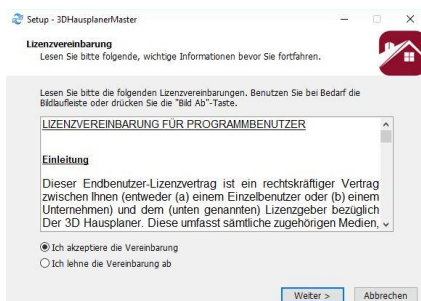 Setup - 3DHausplanerMaster
Lizenzvereinbarung
Lesen Sie bitte folgende, wichtige Informationen bevor Sie fortfahren.
Lesen Sie bitte die folgenden Lizenzvereinbarungen. Benutzen Sie bei Bedarf die
Bildlaufleiste oder drücken Sie die "Bild Ab"-Taste.
LIZENZVEREINBARUNG FÜR PROGRAMMBENUTZER
Einleitung
Dieser Endbenutzer-Lizenzvertrag ist ein rechtskräftiger Vertrag
zwischen Ihnen (entweder (a) einem Einzelbenutzer oder (b) einem
Unternehmen) und dem (unten genannten) Lizenzgeber bezüglich
Der 3D Hausplaner. Diese umfasst sämtliche zugehörigen Medien,
Ich akzeptiere die Vereinbarung
Ich lehne die Vereinbarung ab
Weiter >
Abbrechen